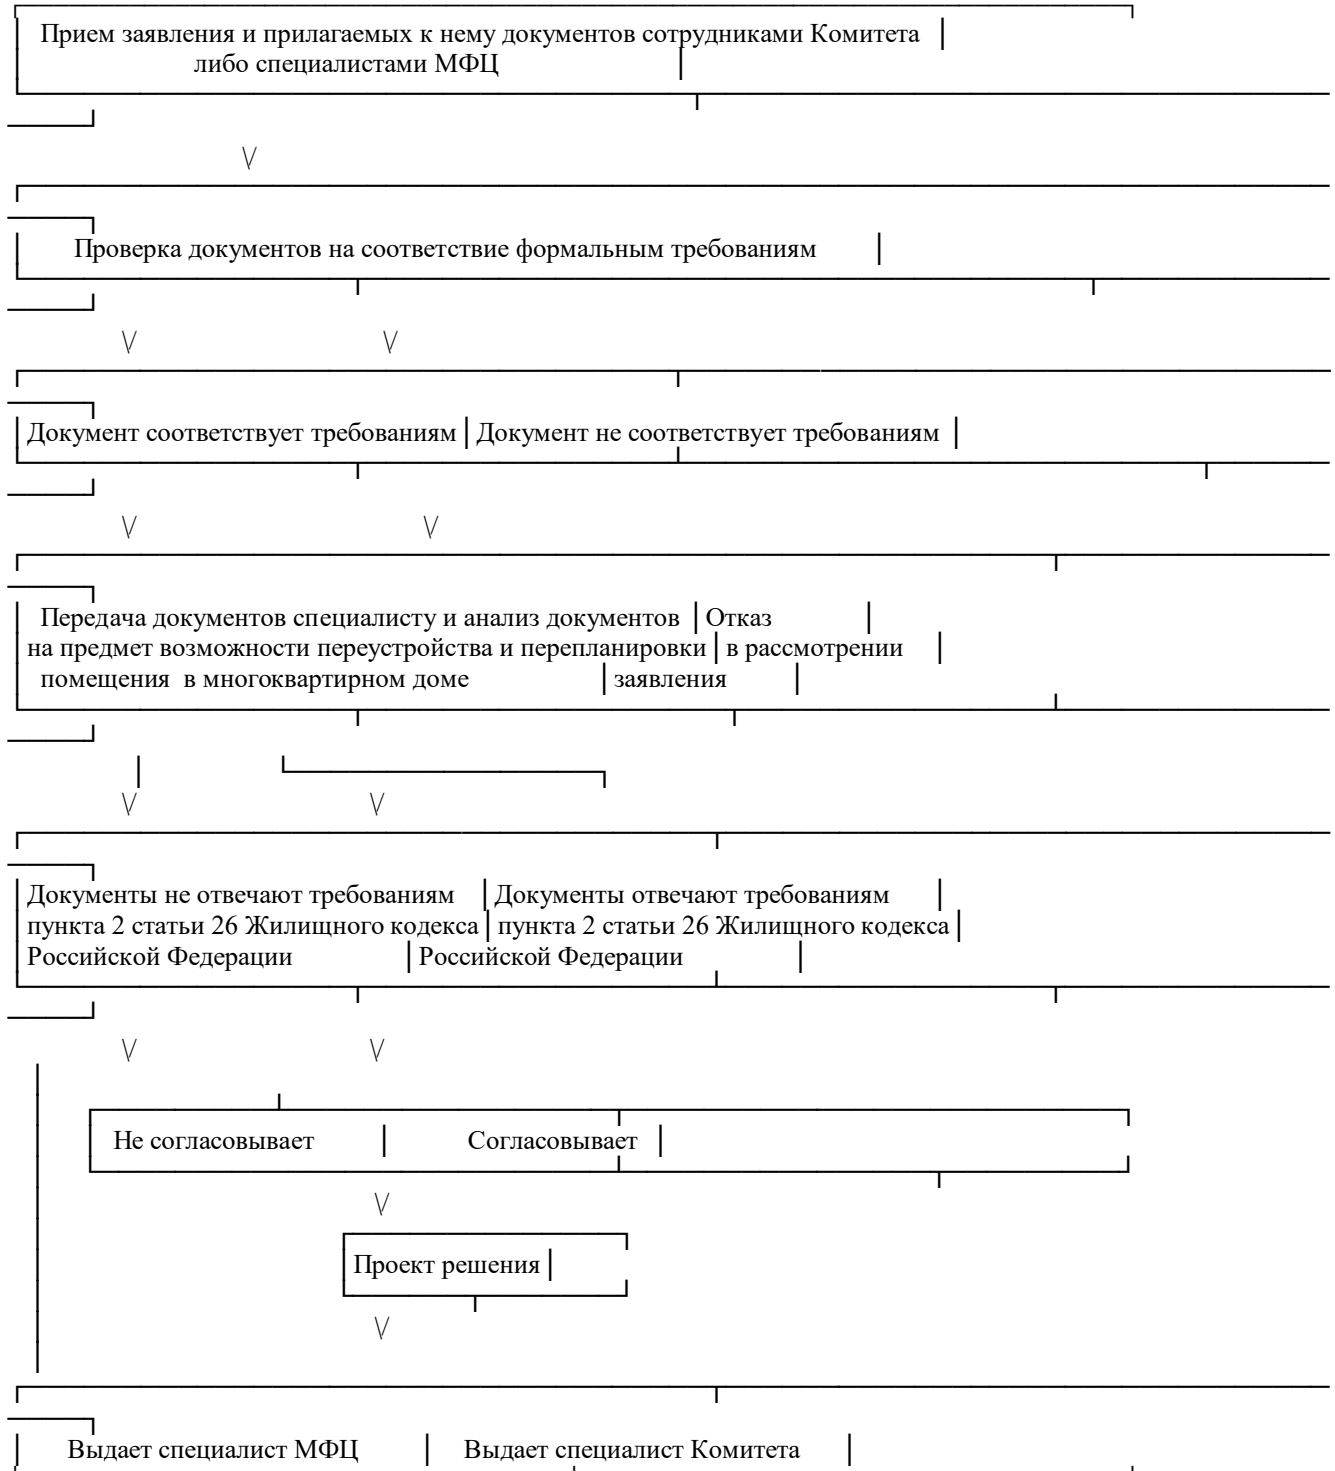 Прием заявления и прилагаемых к нему документов сотрудниками Комитета
либо специалистами МФЦ
\/
Проверка документов на соответствие формальным требованиям
\/ \/
Документ соответствует требованиям Документ не соответствует требованиям
\/ \/
Передача документов специалисту и анализ документов Отказ
на предмет возможности переустройства и перепланировки в рассмотрении
помещения в многоквартирном доме заявления
\/ \/
Документы не отвечают требованиям Документы отвечают требованиям
пункта 2 статьи 26 Жилищного кодекса пункта 2 статьи 26 Жилищного кодекса
Российской Федерации Российской Федерации
\/ \/
Не согласовывает Согласовывает
\/
Проект решения
\/
Выдает специалист МФЦ Выдает специалист Комитета